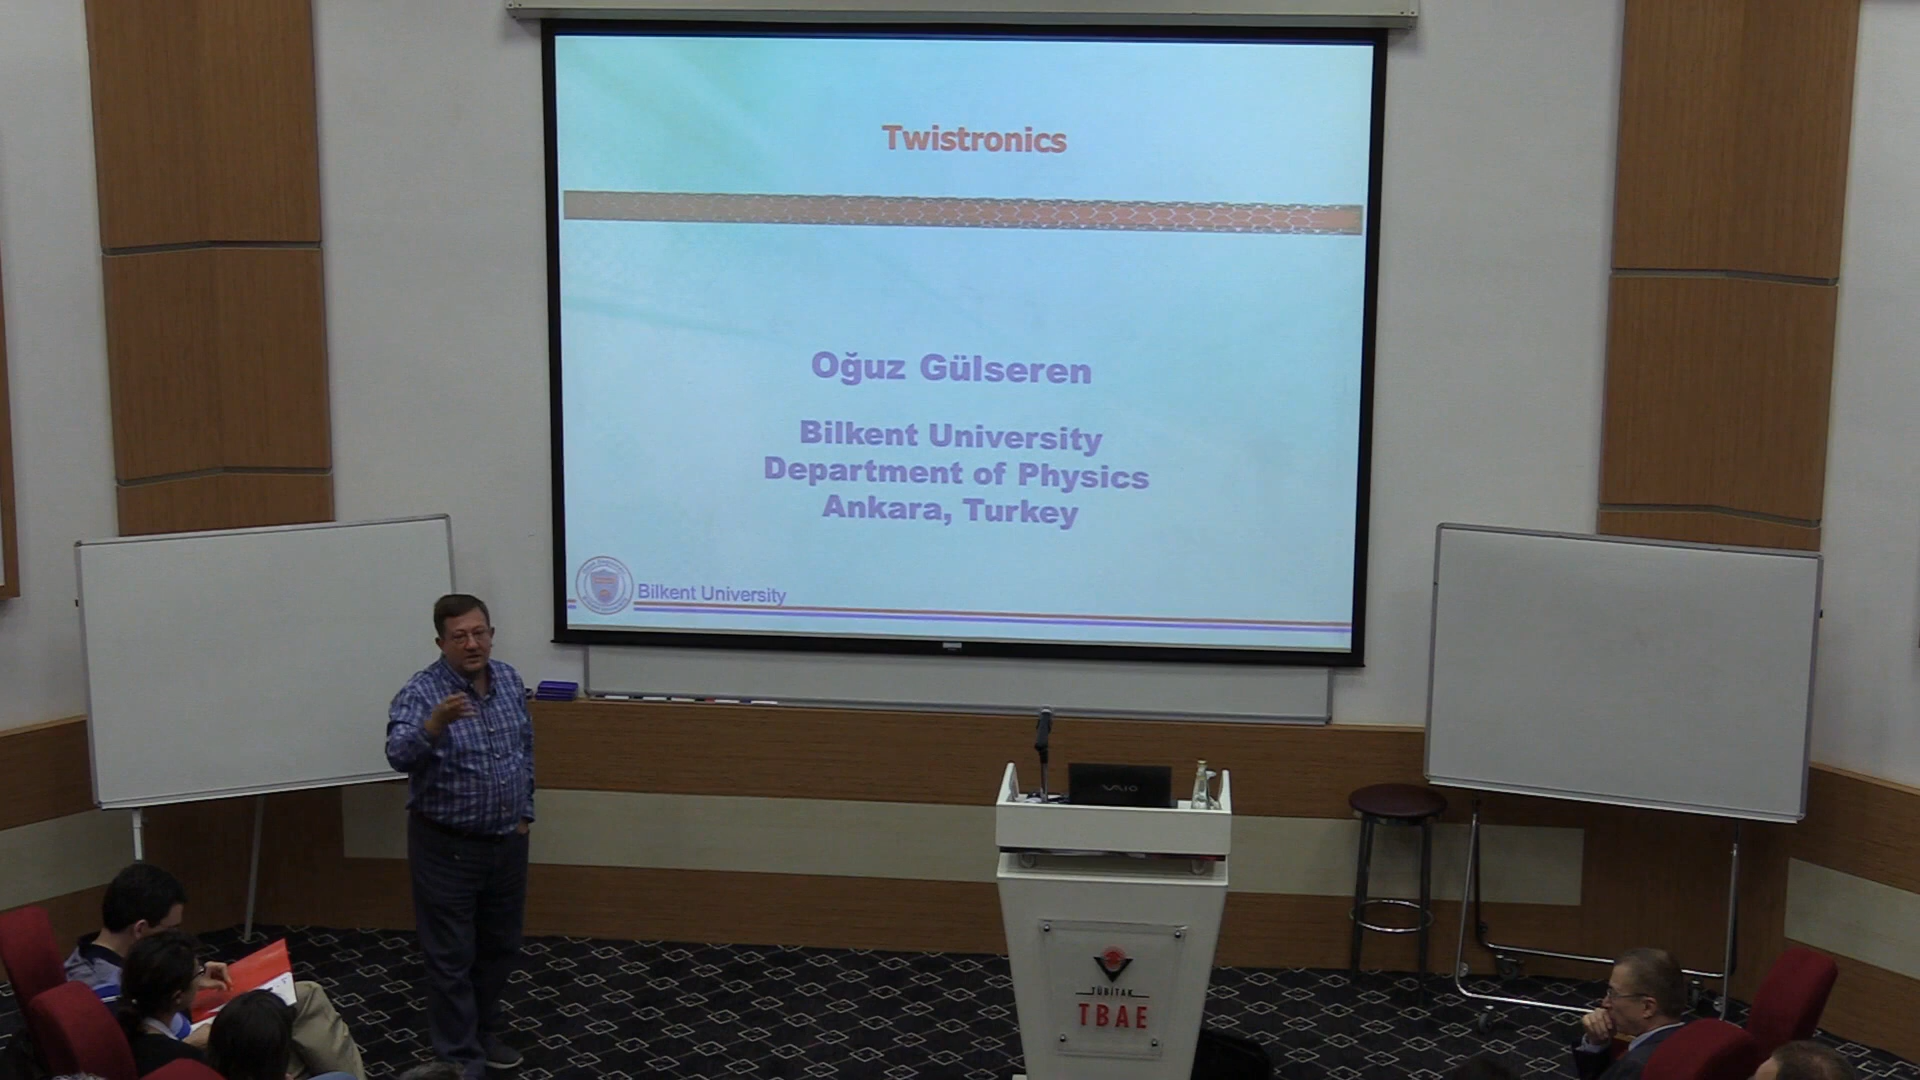 Twistronics
Oğuz Gülseren
Bilkent University
Department of Physics
Ankara, Turkey
Bilkent University
VAIO
TÜBİTAK
TBAE